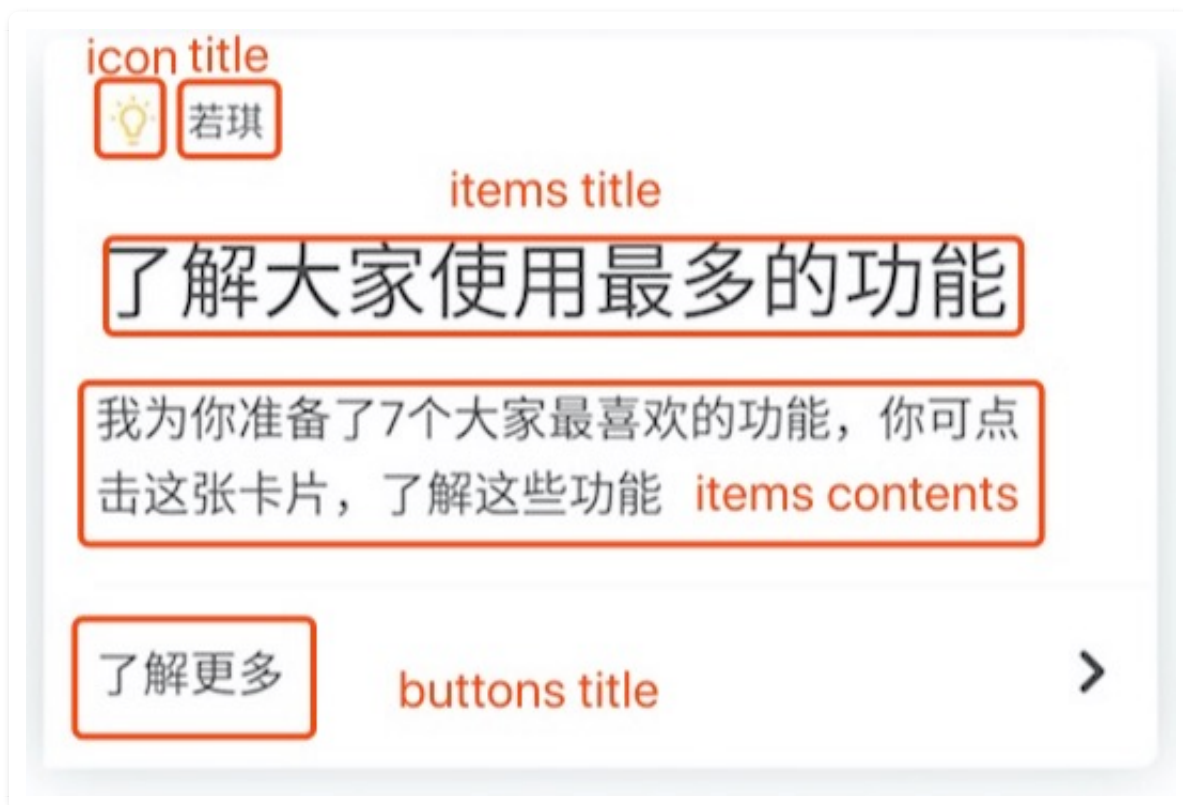 icon title
若琪
items title
了解大家使用最多的功能
我为你准备了7个大家最喜欢的功能，你可点
击这张卡片，了解这些功能 items contents
了解更多
buttons title